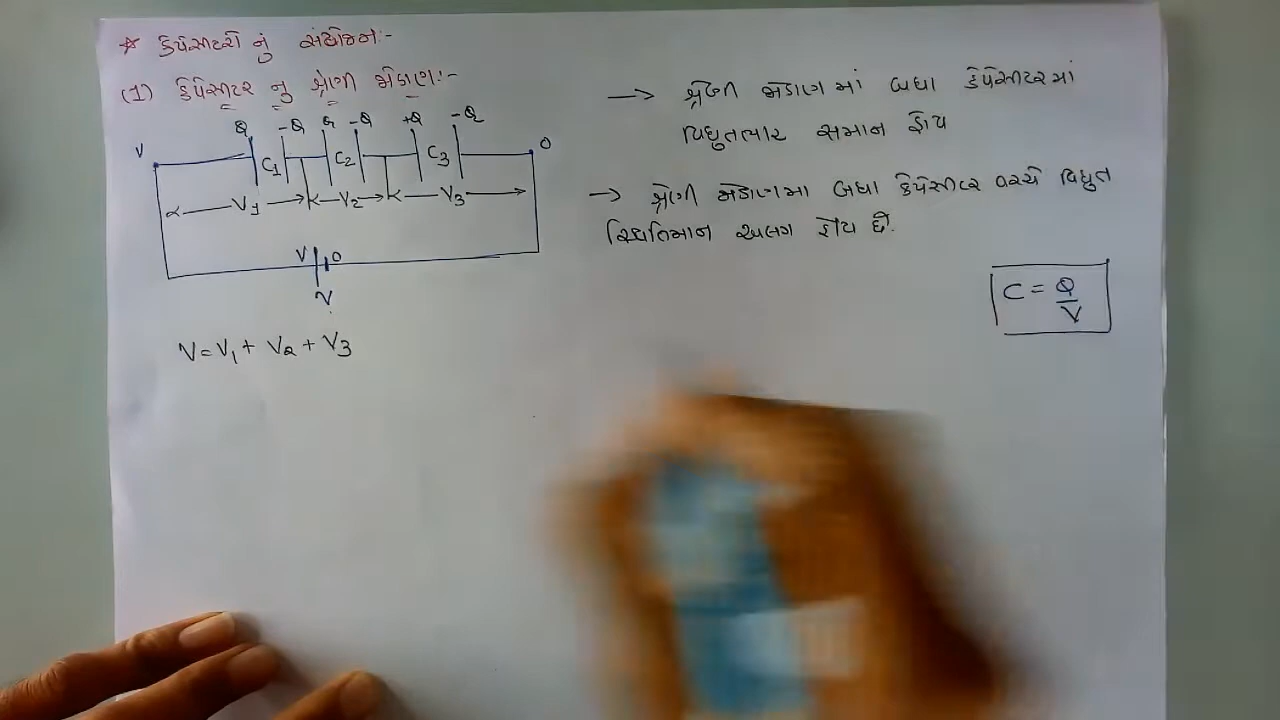 * કેપેસીટરો નું સંયોજન:-
(1) કેપેસીટર નુ શ્રેણી જોડાણ:-
Q -Q Q -Q +Q -Q
V C1 C2 C3 0
V1 V2 V3
V 0
V
V = V1 + V2 + V3
→ શ્રેણી જોડાણ માં બધા કેપેસીટર માં
વિદ્યુતભાર સમાન હોય
→ શ્રેણી જોડાણ મા બધા કેપેસીટર વચ્ચે વિદ્યુત
સ્થિતિમાન અલગ હોય છે.
C = Q/V